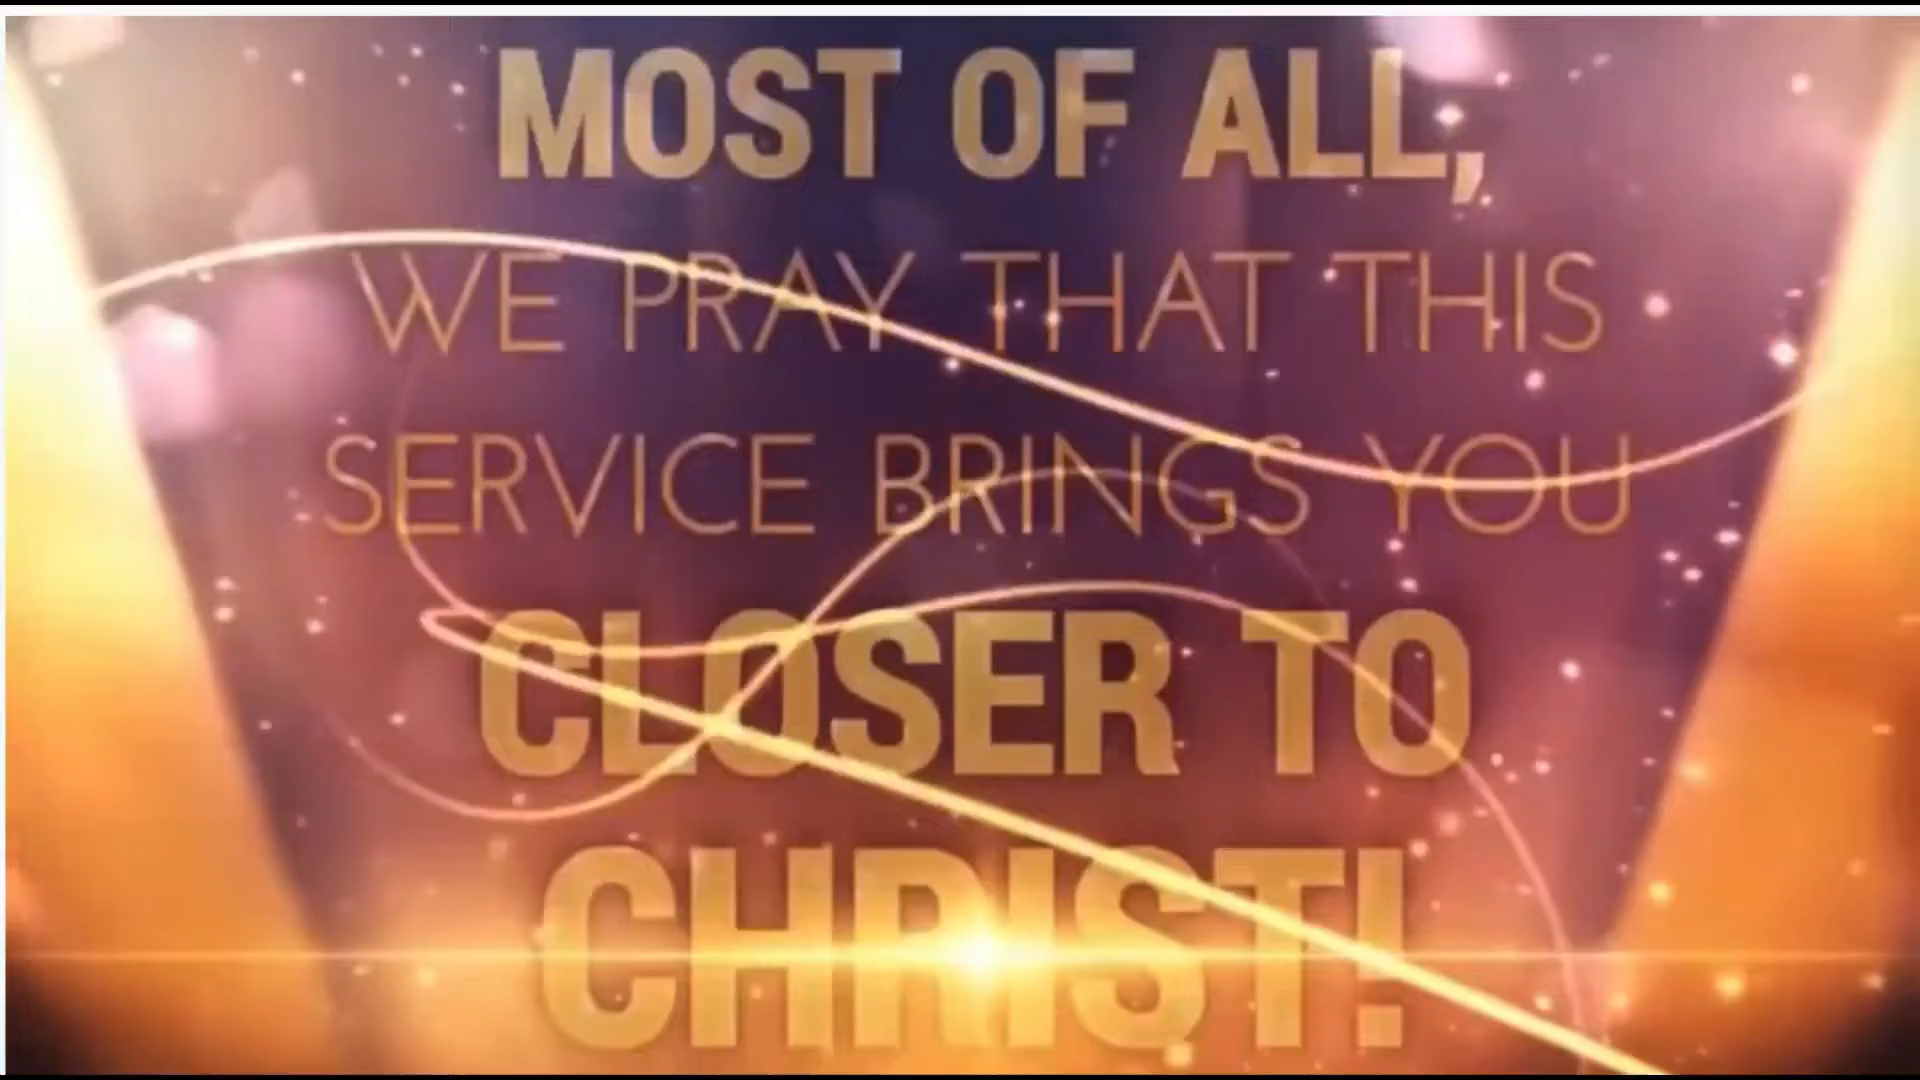 MOST OF ALL,
WE PRAY THAT THIS
SERVICE BRINGS YOU
CLOSER TO
CHRIST!